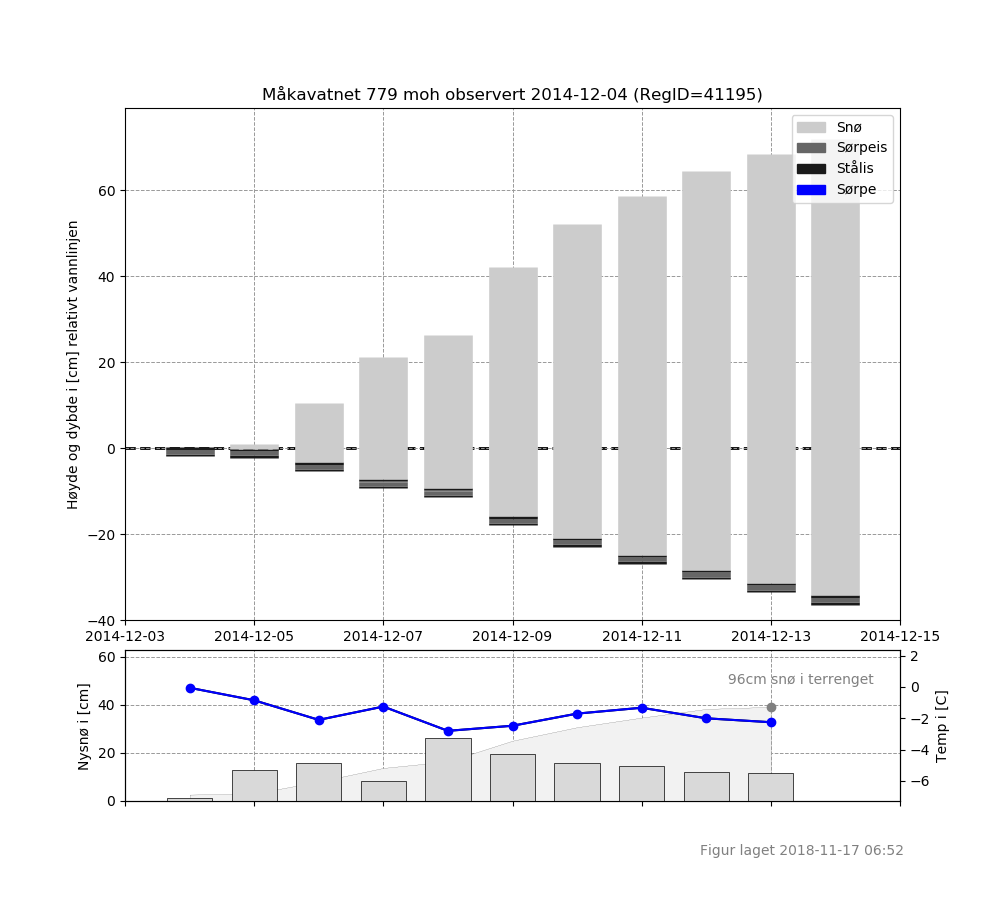 Måkavatnet 779 moh observert 2014-12-04 (RegID=41195)
Snø
Sørpeis
Stålis
Sørpe
Høyde og dybde i [cm] relativt vannlinjen
60
40
20
0
−20
−40
2014-12-03 2014-12-05 2014-12-07 2014-12-09 2014-12-11 2014-12-13 2014-12-15
Nysnø i [cm]
60
40
20
0
96cm snø i terrenget
2
0
−2
−4
−6
Temp i [C]
Figur laget 2018-11-17 06:52